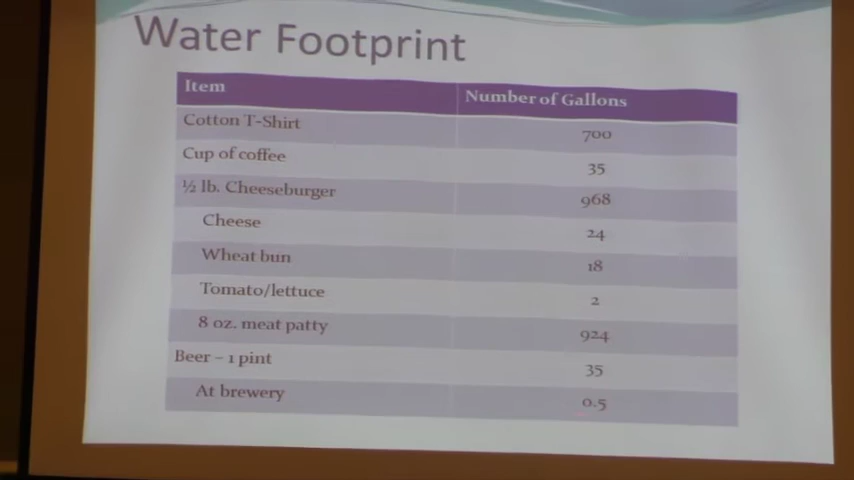 Water Footprint
Item Number of Gallons
Cotton T-Shirt 700
Cup of coffee 35
½ lb. Cheeseburger 968
Cheese 24
Wheat bun 18
Tomato/lettuce 2
8 oz. meat patty 924
Beer – 1 pint 35
At brewery 0.5